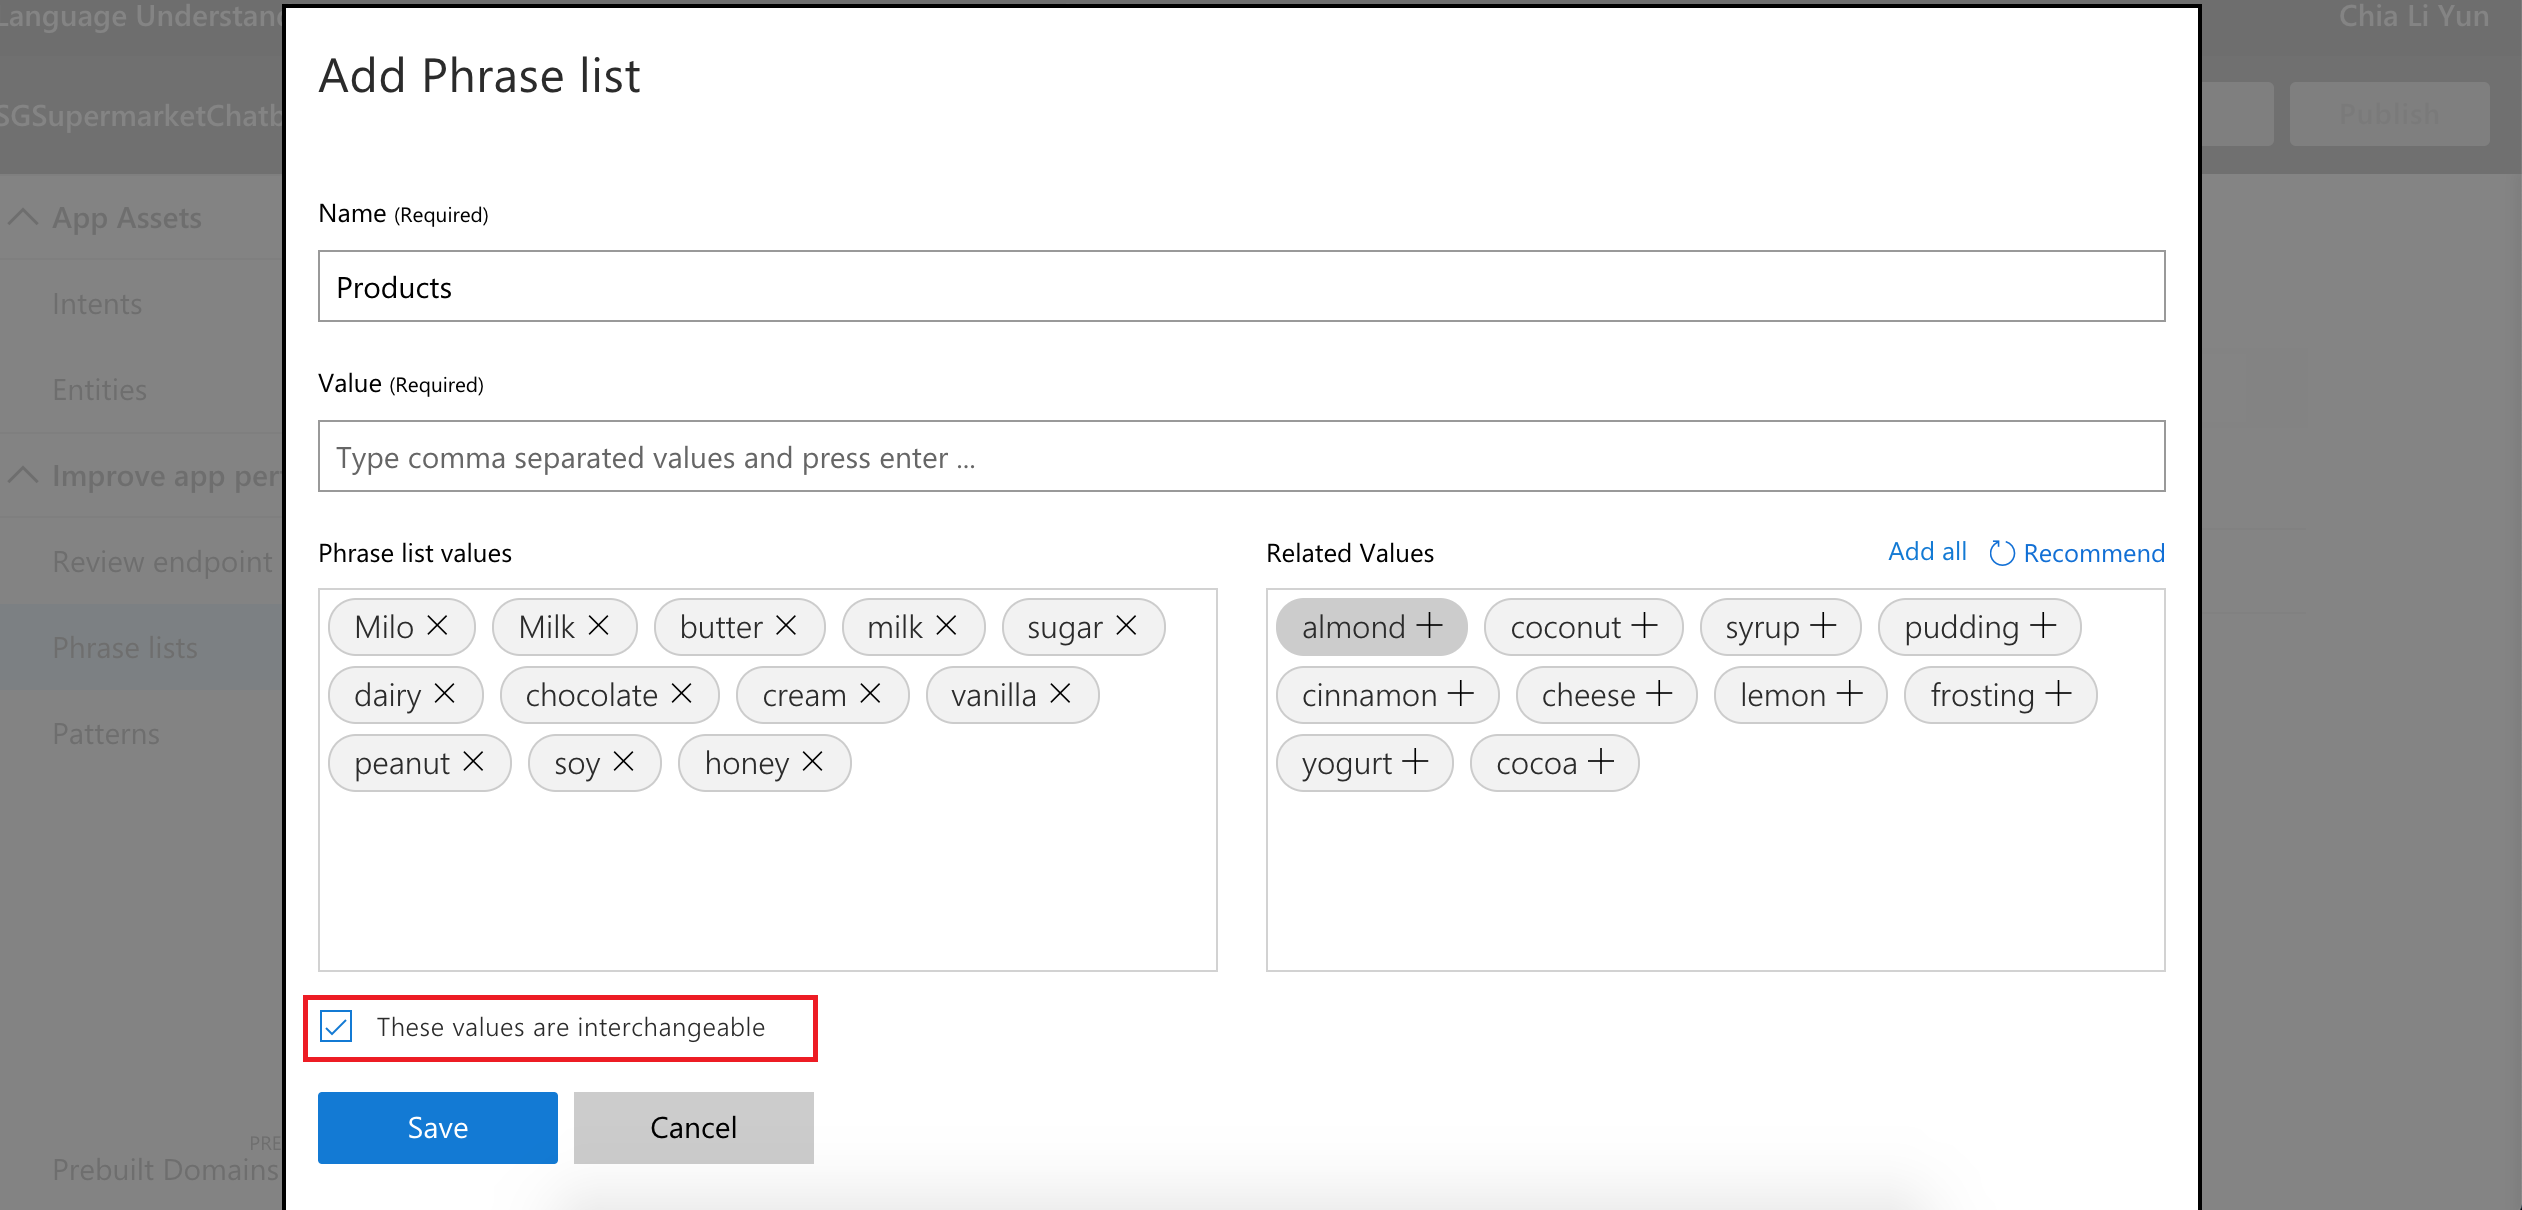 Language Understand
Chia Li Yun
SGSupermarketChatb
Publish
App Assets
Intents
Entities
Improve app per
Review endpoint
Phrase lists
Patterns
PRE
Prebuilt Domains
Add Phrase list
Name (Required)
Products
Value (Required)
Type comma separated values and press enter ...
Phrase list values
Milo Milk butter milk sugar
dairy chocolate cream vanilla
peanut soy honey
Related Values Add all Recommend
almond coconut syrup pudding
cinnamon cheese lemon frosting
yogurt cocoa
These values are interchangeable
Save Cancel